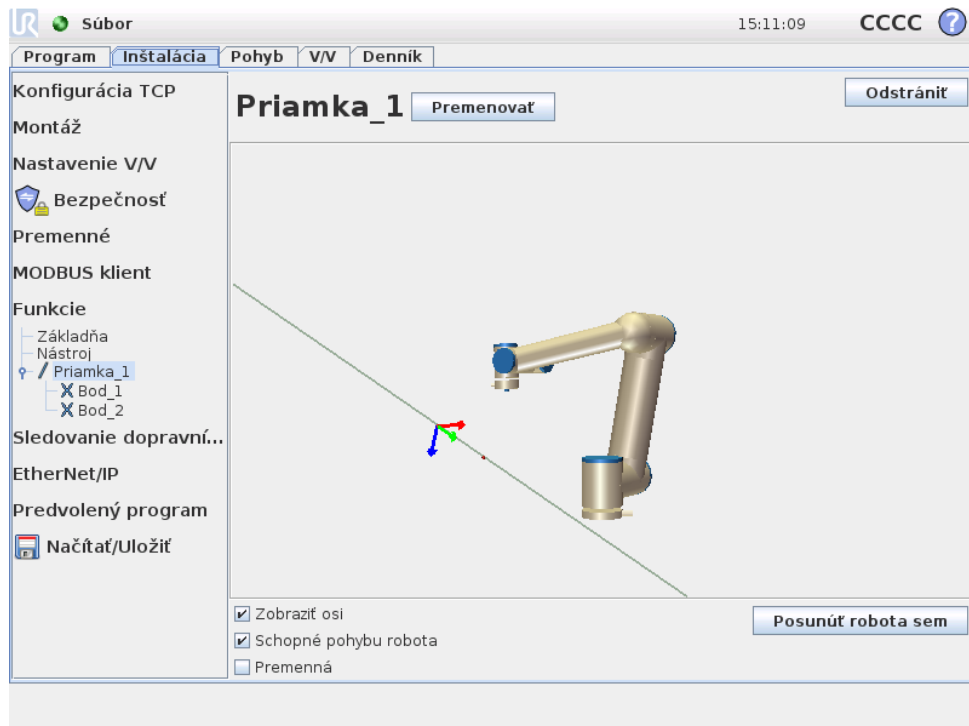 UR Súbor 15:11:09 CCCC ?
Program Inštalácia Pohyb V/V Denník
Konfigurácia TCP
Montáž
Nastavenie V/V
Bezpečnosť
Premenné
MODBUS klient
Funkcie
Základňa
Nástroj
Priamka_1
Bod_1
Bod_2
Sledovanie dopravní...
EtherNet/IP
Predvolený program
Načítať/Uložiť
Priamka_1 Premenovať Odstrániť
Zobraziť osi
Schopné pohybu robota
Premenná
Posunúť robota sem